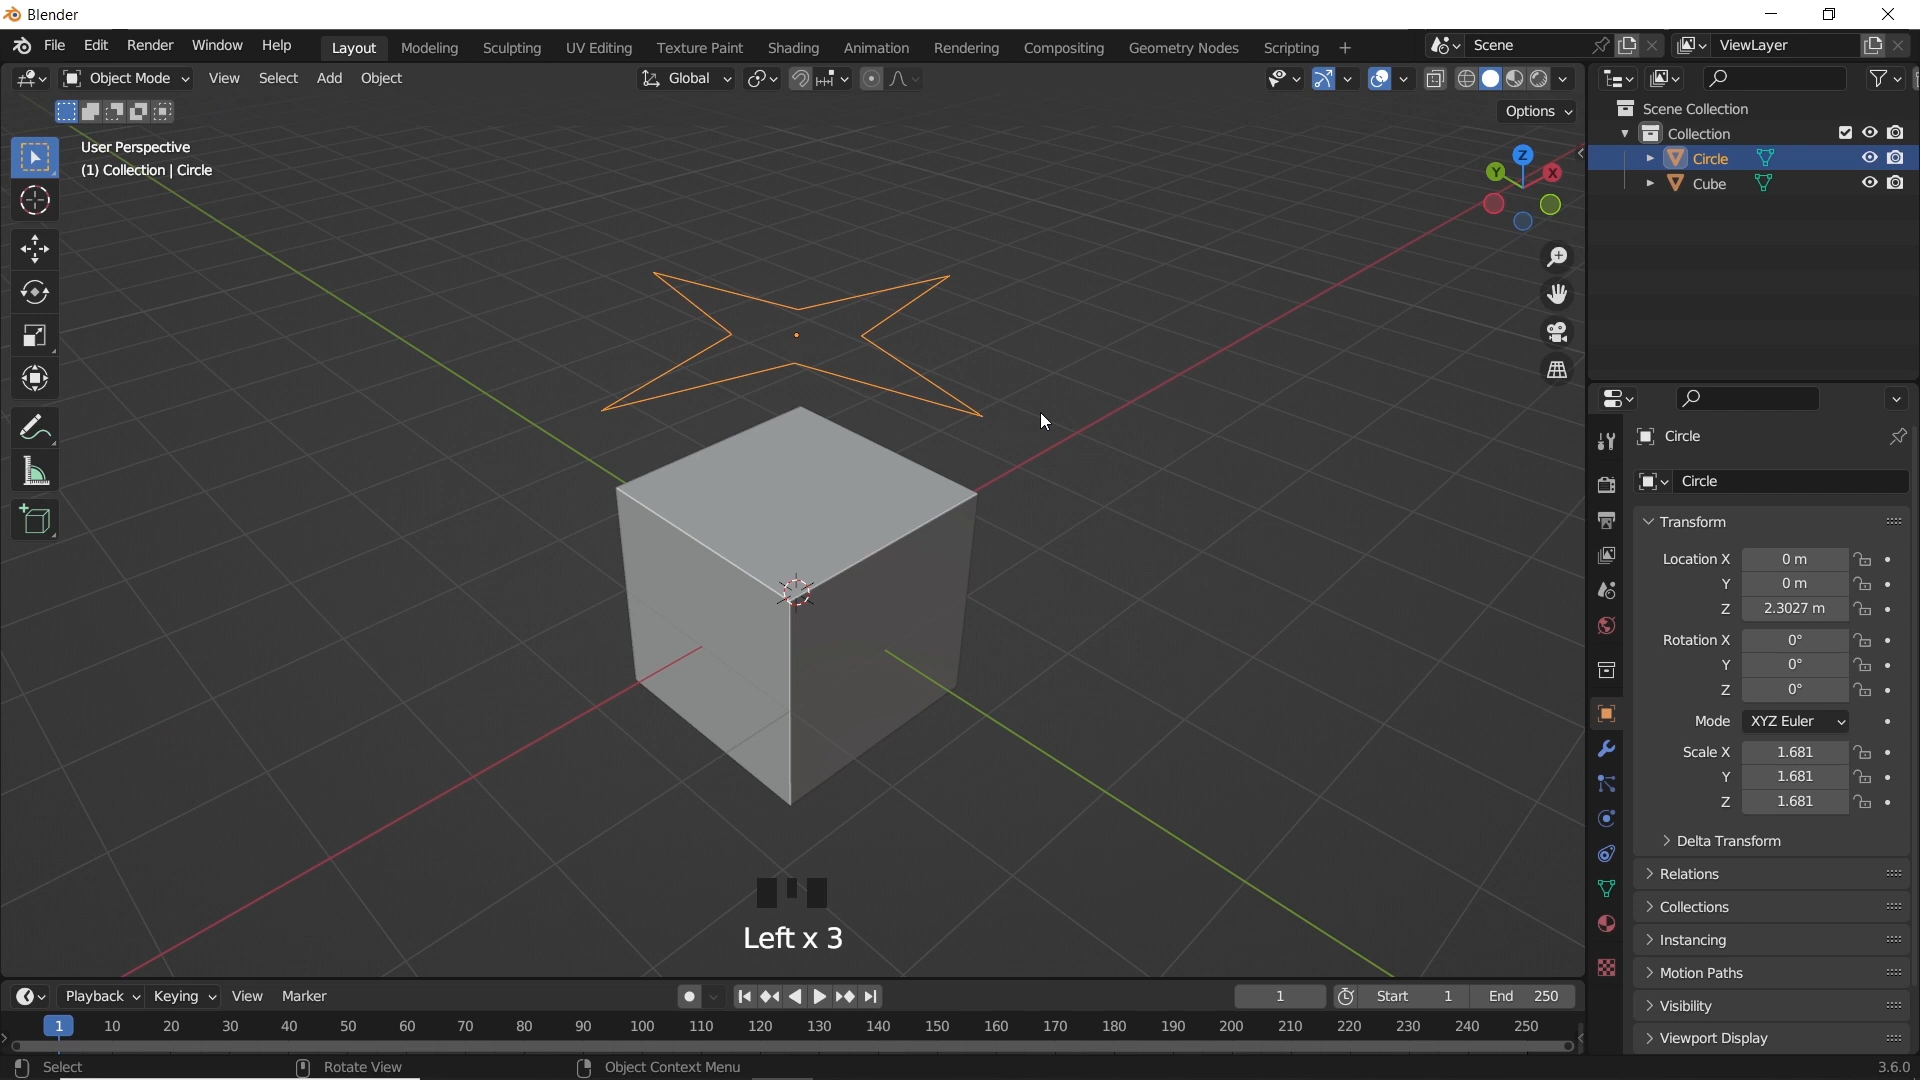 Blender
File Edit Render Window Help Layout Modeling Sculpting UV Editing Texture Paint Shading Animation Rendering Compositing Geometry Nodes Scripting + Scene ViewLayer
Object Mode View Select Add Object Global
Options
User Perspective
(1) Collection | Circle
Z
Y
X
Left x 3
Scene Collection
Collection
Circle
Cube
Circle
Circle
Transform
Location X 0 m
Y 0 m
Z 2.3027 m
Rotation X 0°
Y 0°
Z 0°
Mode XYZ Euler
Scale X 1.681
Y 1.681
Z 1.681
Delta Transform
Relations
Collections
Instancing
Motion Paths
Visibility
Viewport Display
Playback Keying View Marker 1 Start 1 End 250
1 10 20 30 40 50 60 70 80 90 100 110 120 130 140 150 160 170 180 190 200 210 220 230 240 250
Select Rotate View Object Context Menu 3.6.0